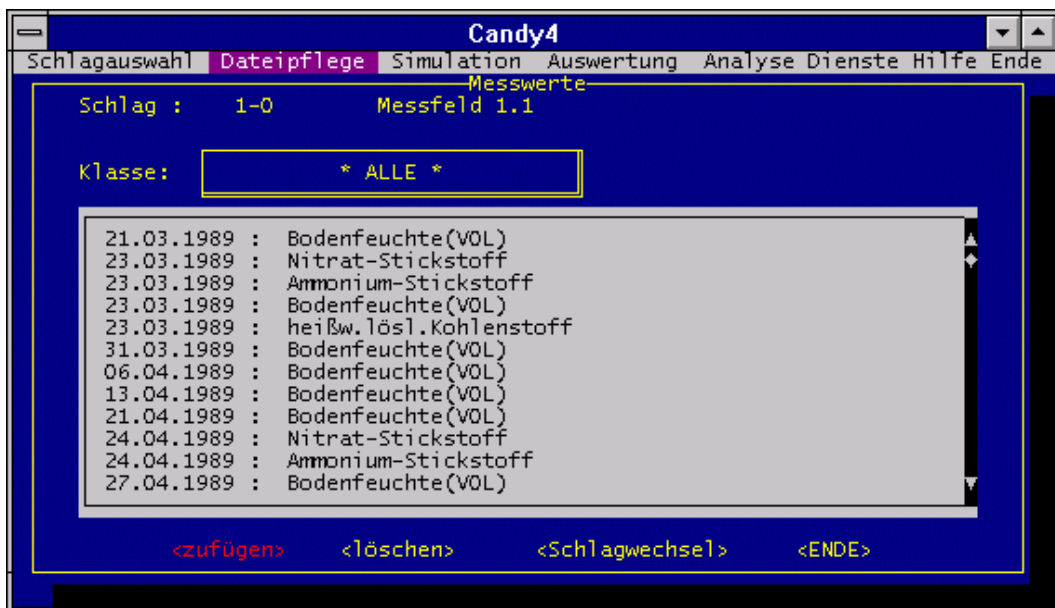 Candy4
Schlagauswahl Dateipflege Simulation Auswertung Analyse Dienste Hilfe Ende
Messwerte
Schlag : 1-0 Messfeld 1.1
Klasse: * ALLE *
21.03.1989 : Bodenfeuchte(VOL)
23.03.1989 : Nitrat-Stickstoff
23.03.1989 : Ammonium-Stickstoff
23.03.1989 : Bodenfeuchte(VOL)
23.03.1989 : heißw.lösl.Kohlenstoff
31.03.1989 : Bodenfeuchte(VOL)
06.04.1989 : Bodenfeuchte(VOL)
13.04.1989 : Bodenfeuchte(VOL)
21.04.1989 : Bodenfeuchte(VOL)
24.04.1989 : Nitrat-Stickstoff
24.04.1989 : Ammonium-Stickstoff
27.04.1989 : Bodenfeuchte(VOL)
<zufügen> <löschen> <Schlagwechsel> <ENDE>